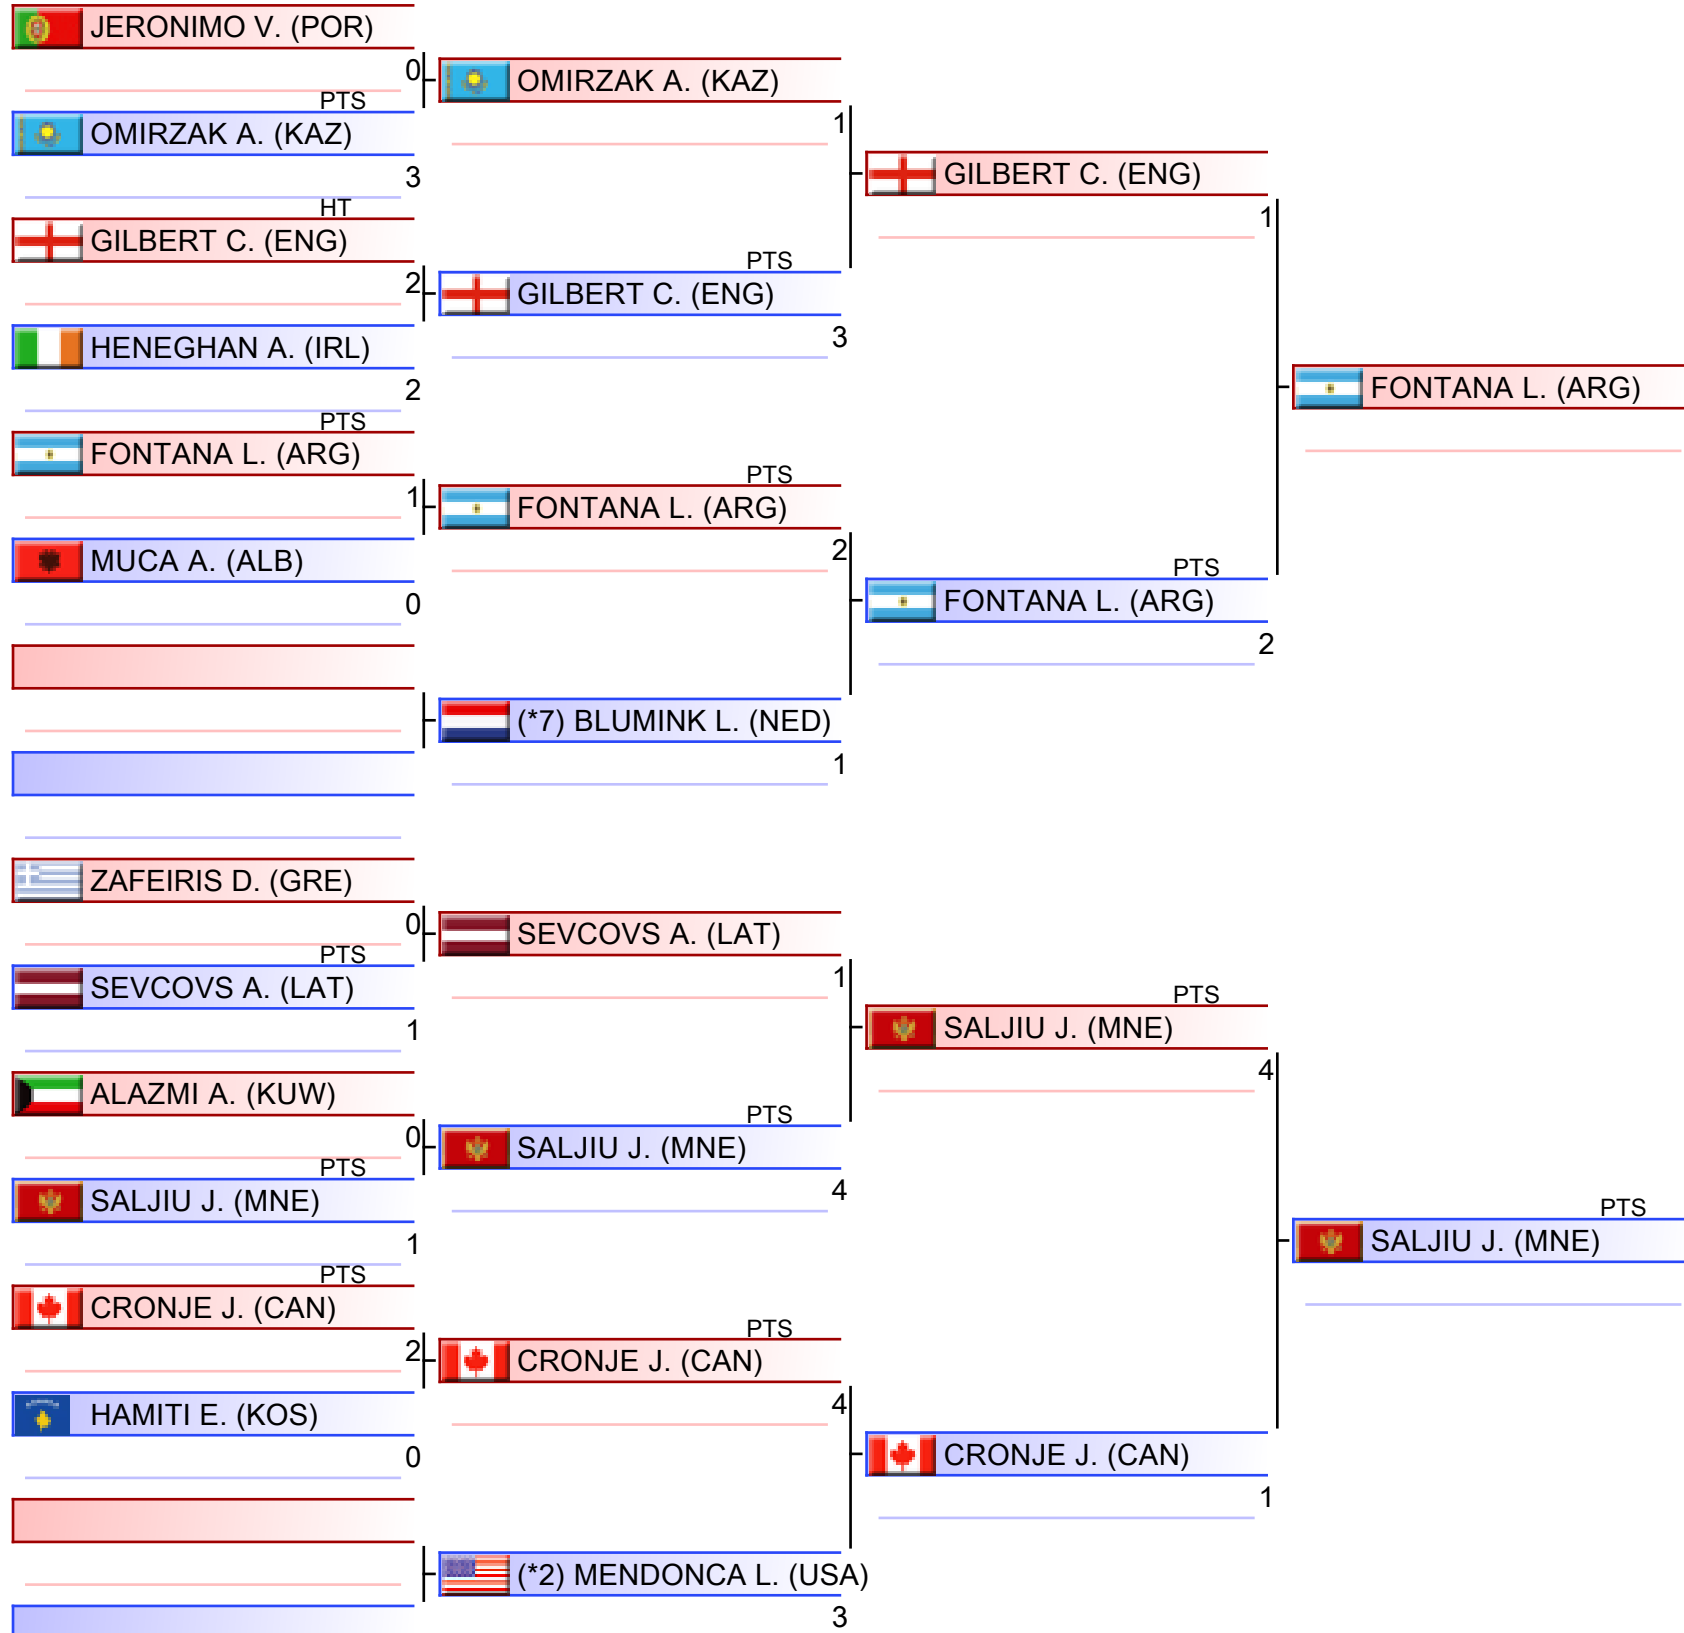 JERONIMO V. (POR)
0
PTS
OMIRZAK A. (KAZ)
3
HT
GILBERT C. (ENG)
2
HENEGHAN A. (IRL)
2
PTS
FONTANA L. (ARG)
1
MUCA A. (ALB)
0
ZAFEIRIS D. (GRE)
0
PTS
SEVCOVS A. (LAT)
1
ALAZMI A. (KUW)
0
PTS
SALJIU J. (MNE)
1
PTS
CRONJE J. (CAN)
2
HAMITI E. (KOS)
0
OMIRZAK A. (KAZ)
1
PTS
GILBERT C. (ENG)
3
PTS
FONTANA L. (ARG)
2
(*7) BLUMINK L. (NED)
1
SEVCOVS A. (LAT)
1
PTS
SALJIU J. (MNE)
4
PTS
CRONJE J. (CAN)
4
(*2) MENDONCA L. (USA)
3
GILBERT C. (ENG)
1
PTS
FONTANA L. (ARG)
2
PTS
SALJIU J. (MNE)
4
CRONJE J. (CAN)
1
FONTANA L. (ARG)
PTS
SALJIU J. (MNE)